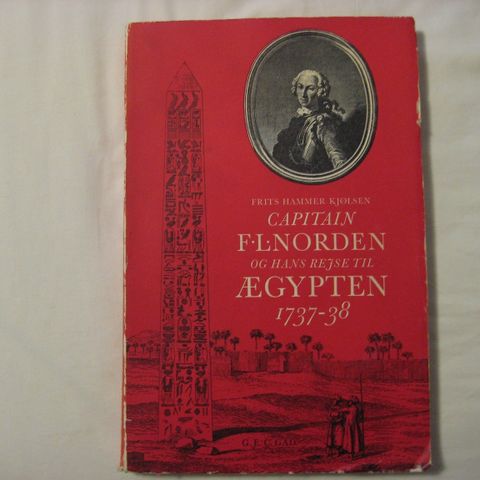 FRITS HAMMER KJØLSEN
CAPITAIN
F·L NORDEN
OG HANS REJSE TIL
ÆGYPTEN
1737-38
G. E. C. GAD